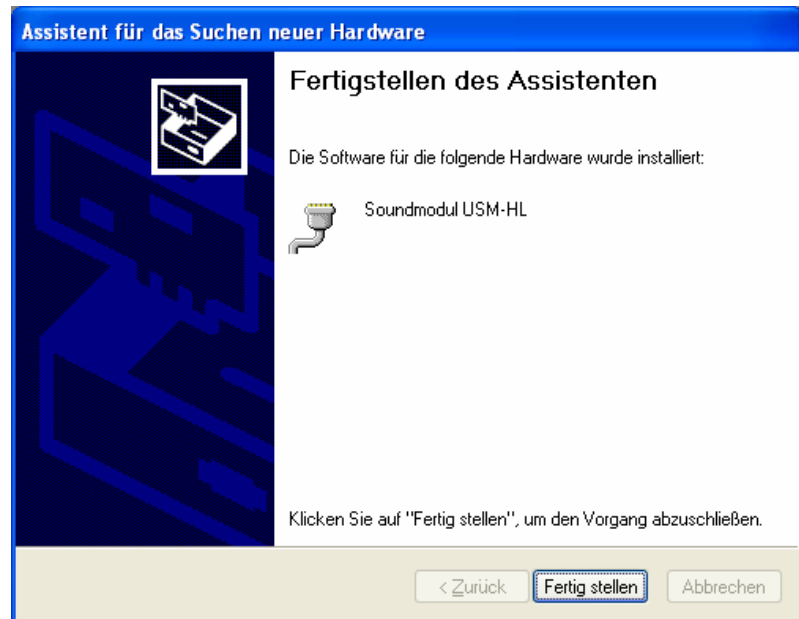 Assistent für das Suchen neuer Hardware
Fertigstellen des Assistenten
Die Software für die folgende Hardware wurde installiert:
Soundmodul USM-HL
Klicken Sie auf "Fertig stellen", um den Vorgang abzuschließen.
< Zurück Fertig stellen Abbrechen